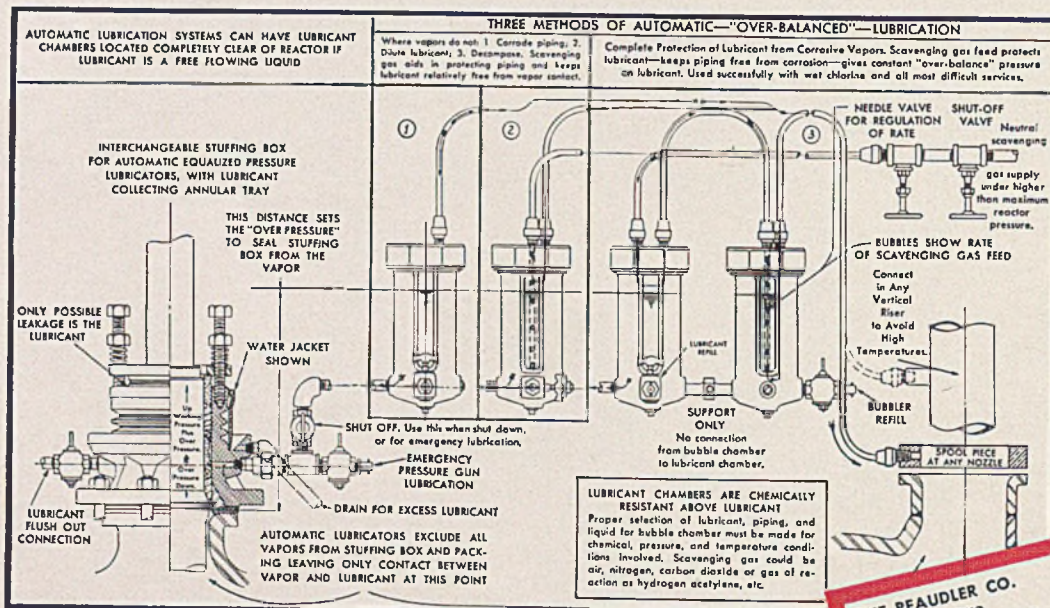 AUTOMATIC LUBRICATION SYSTEMS CAN HAVE LUBRICANT
CHAMBERS LOCATED COMPLETELY CLEAR OF REACTOR IF
LUBRICANT IS A FREE FLOWING LIQUID
THREE METHODS OF AUTOMATIC—"OVER-BALANCED"—LUBRICATION
Where vapors do not: 1. Corrode piping; 2.
Dilute lubricant; 3. Decompose. Scavenging
gas aids in protecting piping and keeps
lubricant relatively free from vapor contact.
Complete Protection of Lubricant from Corrosive Vapors. Scavenging gas feed protects
lubricant—keeps piping free from corrosion—gives constant "over-balance" pressure
on lubricant. Used successfully with wet chlorine and all most difficult services.
1
2
3
NEEDLE VALVE
FOR REGULATION
OF RATE
SHUT-OFF
VALVE
Neutral
scavenging
gas supply
under higher
than maximum
reactor
pressure.
INTERCHANGEABLE STUFFING BOX
FOR AUTOMATIC EQUALIZED PRESSURE
LUBRICATORS, WITH LUBRICANT
COLLECTING ANNULAR TRAY
THIS DISTANCE SETS
THE "OVER PRESSURE"
TO SEAL STUFFING
BOX FROM THE
VAPOR
BUBBLES SHOW RATE
OF SCAVENGING GAS FEED
Connect
in Any
Vertical
Riser
to Avoid
High
Temperatures.
ONLY POSSIBLE
LEAKAGE IS THE
LUBRICANT
WATER JACKET
SHOWN
LUBRICANT
REFILL
Up
Working
Pressure
Plus
Over
Pressure.
Over
Pressure
Down.
SHUT OFF. Use this when shut down,
or for emergency lubrication.
SUPPORT
ONLY
No connection
from bubble chamber
to lubricant chamber.
BUBBLER
REFILL
EMERGENCY
PRESSURE GUN
LUBRICATION
SPOOL PIECE
AT ANY NOZZLE
LUBRICANT
FLUSH OUT
CONNECTION
DRAIN FOR EXCESS LUBRICANT
AUTOMATIC LUBRICATORS EXCLUDE ALL
VAPORS FROM STUFFING BOX AND PACK-
ING LEAVING ONLY CONTACT BETWEEN
VAPOR AND LUBRICANT AT THIS POINT
LUBRICANT CHAMBERS ARE CHEMICALLY
RESISTANT ABOVE LUBRICANT
Proper selection of lubricant, piping, and
liquid for bubble chamber must be made for
chemical, pressure, and temperature condi-
tions involved. Scavenging gas could be
air, nitrogen, carbon dioxide or gas of re-
action as hydrogen acetylene, etc.
PFAUDLER CO.